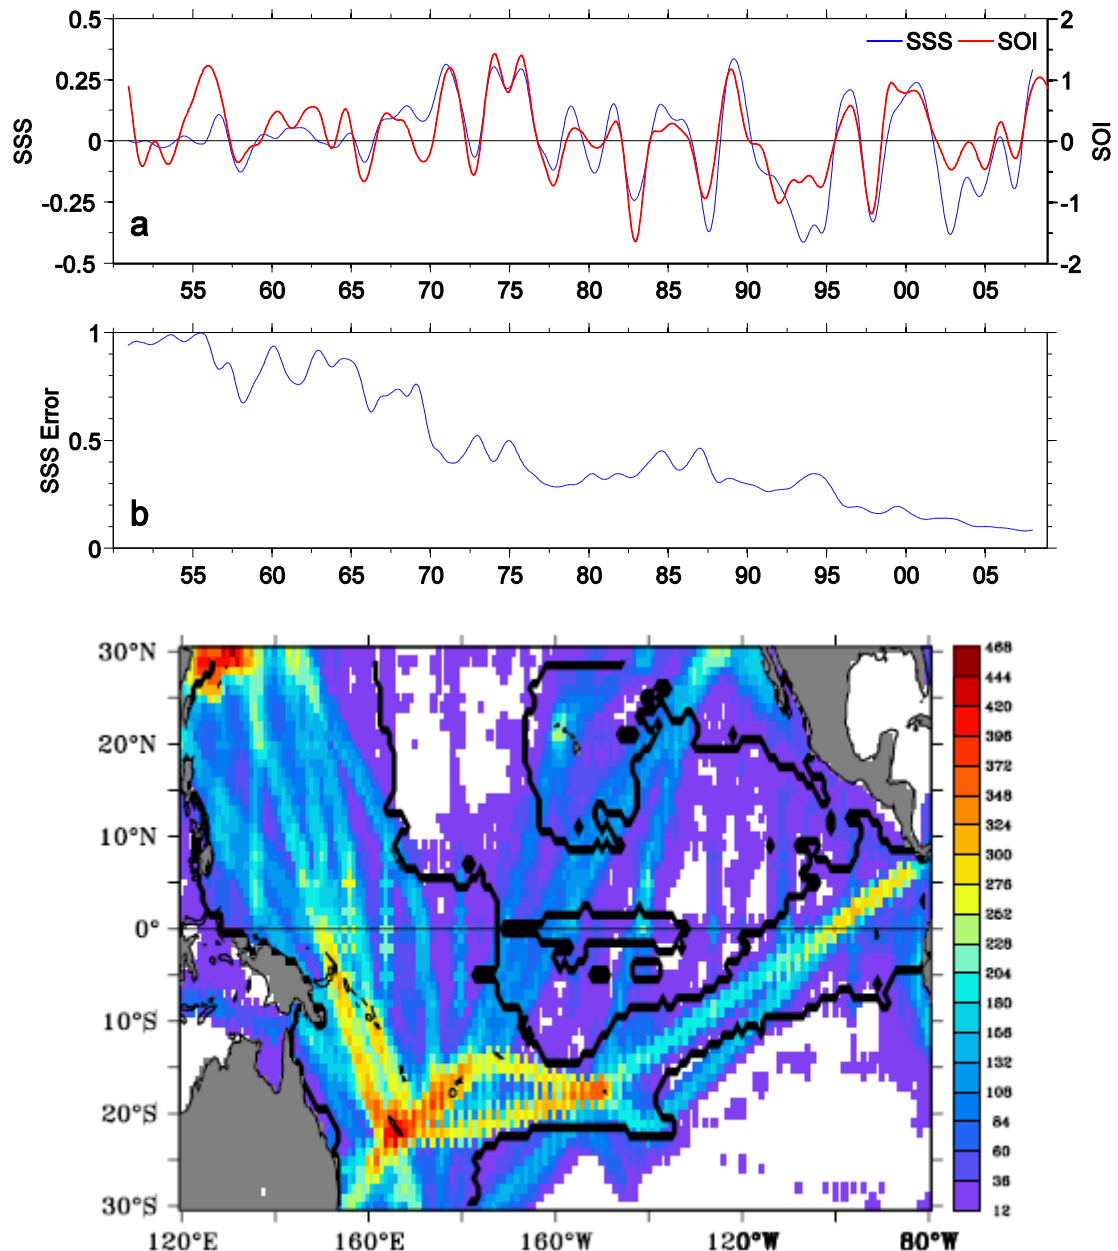 0.5 2
SSS SOI
0.25 1
SSS 0 0 SOI
-0.25 -1
a
-0.5 -2
55 60 65 70 75 80 85 90 95 00 05
1
SSS Error 0.5
b
0
55 60 65 70 75 80 85 90 95 00 05
30°N 468
444
420
20°N 396
372
348
10°N 324
300
276
0° 252
228
204
10°S 180
156
132
20°S 108
84
60
36
30°S 12
120°E 160°E 160°W 120°W 80°W